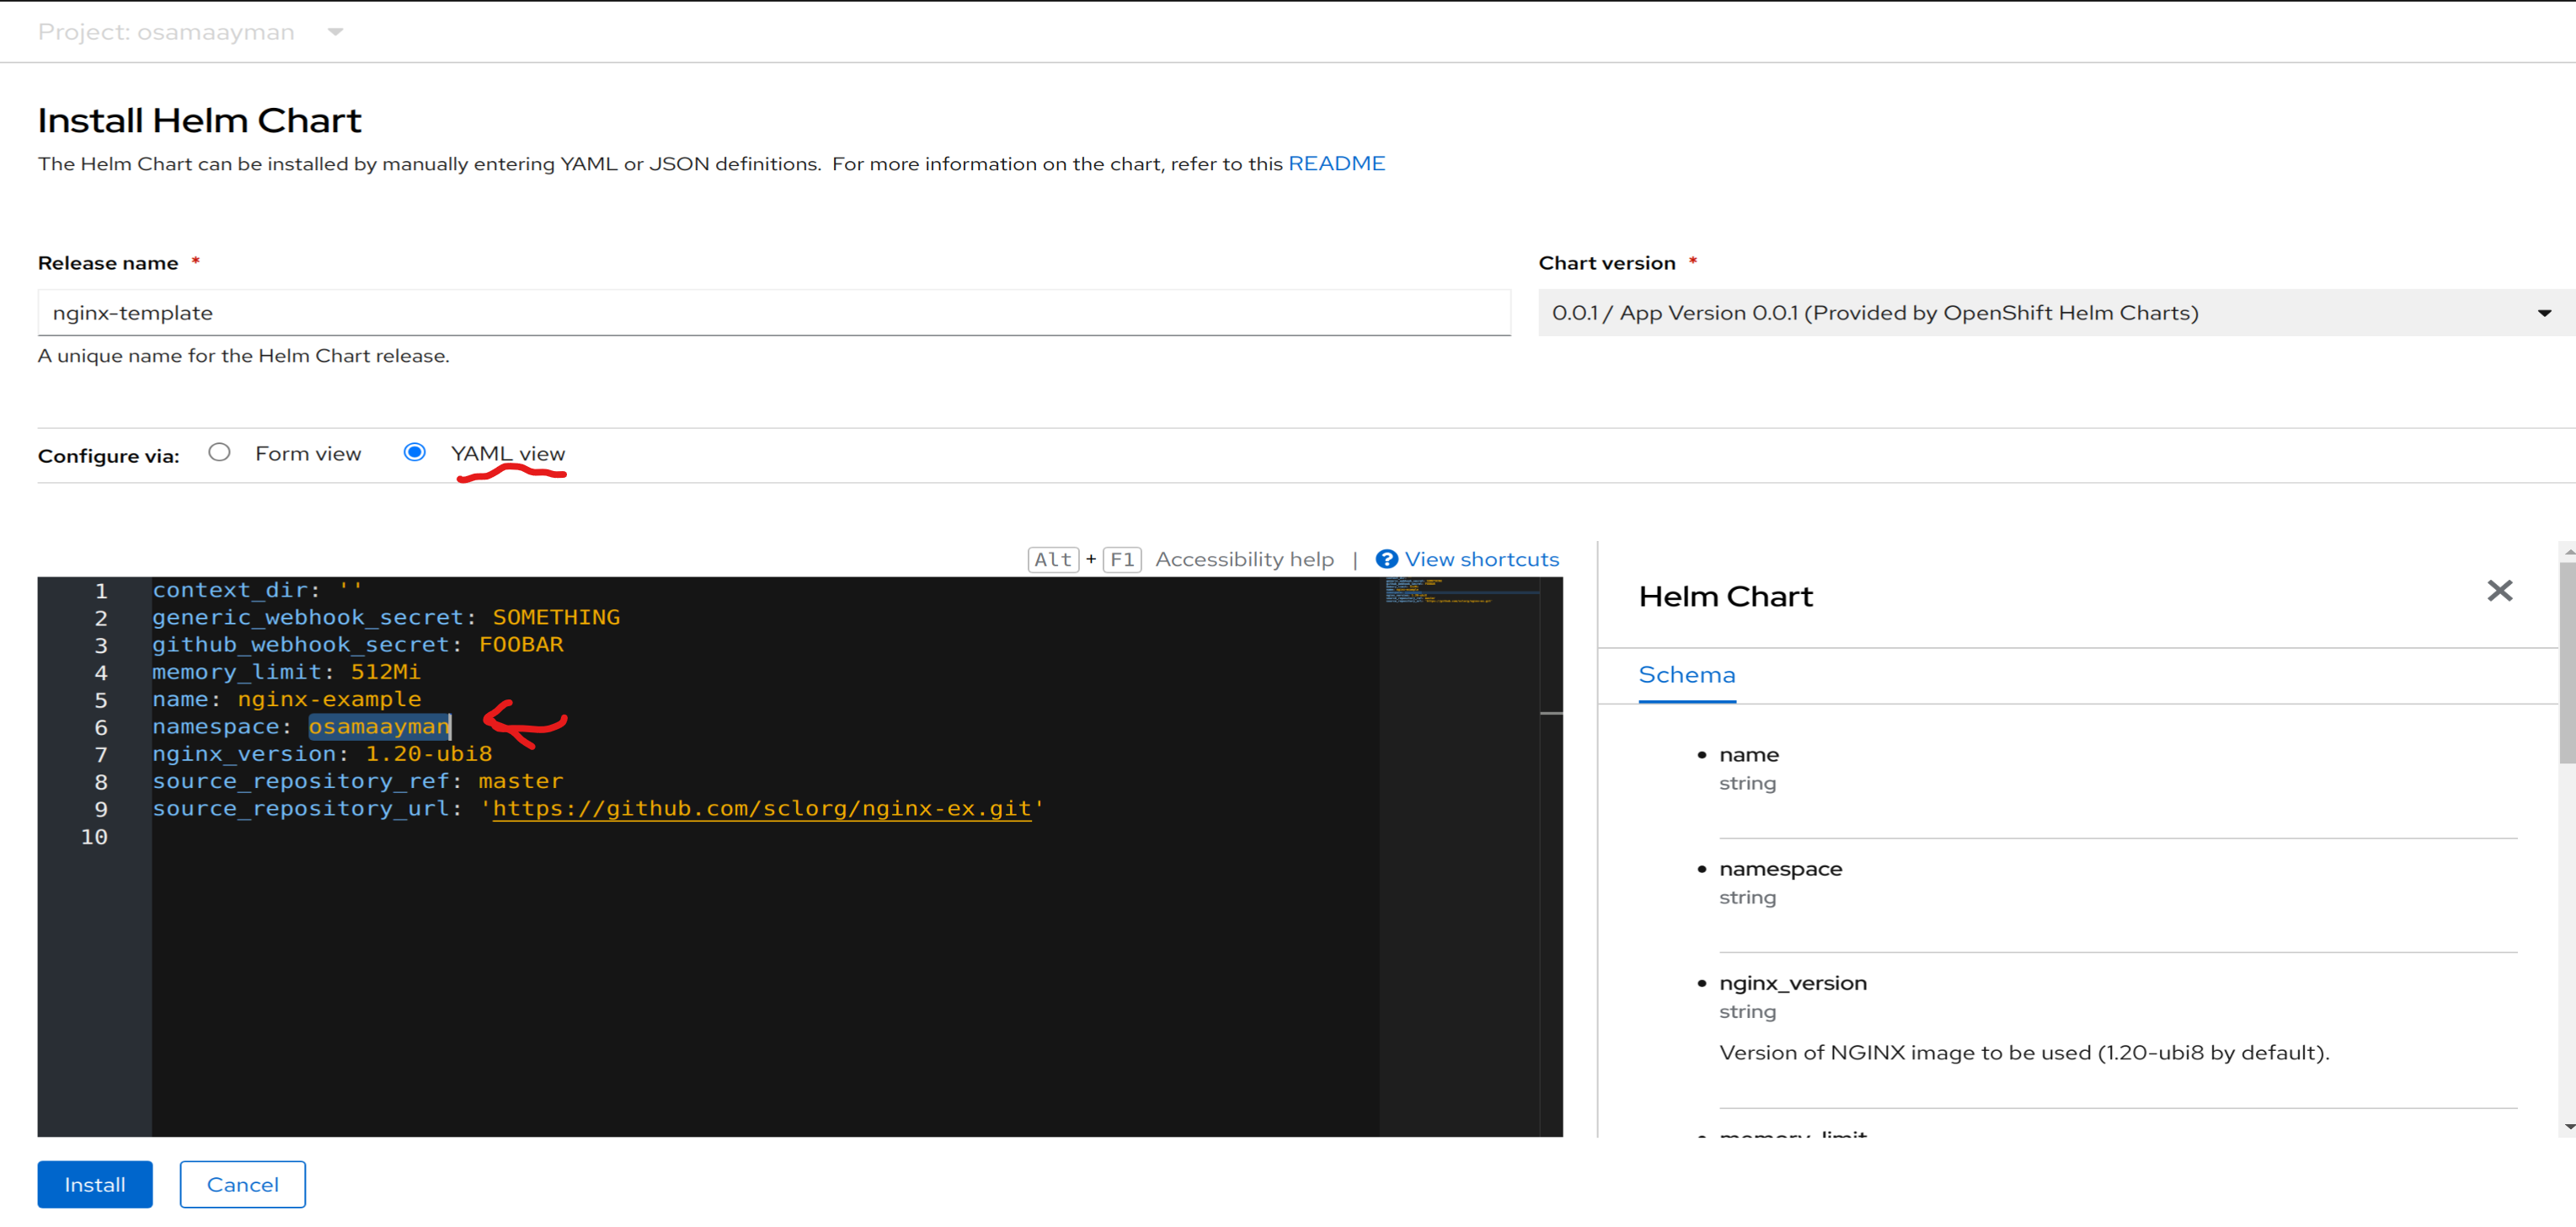 Project: osamaayman
Install Helm Chart
The Helm Chart can be installed by manually entering YAML or JSON definitions. For more information on the chart, refer to this README
Release name *
Chart version *
nginx-template
0.0.1 / App Version 0.0.1 (Provided by OpenShift Helm Charts)
A unique name for the Helm Chart release.
Configure via: Form view YAML view
Alt + F1 Accessibility help | View shortcuts
1 context_dir: ''
2 generic_webhook_secret: SOMETHING
3 github_webhook_secret: FOOBAR
4 memory_limit: 512Mi
5 name: nginx-example
6 namespace: osamaayman
7 nginx_version: 1.20-ubi8
8 source_repository_ref: master
9 source_repository_url: 'https://github.com/sclorg/nginx-ex.git'
10
Helm Chart
Schema
name
string
namespace
string
nginx_version
string
Version of NGINX image to be used (1.20-ubi8 by default).
memory_limit
Install Cancel